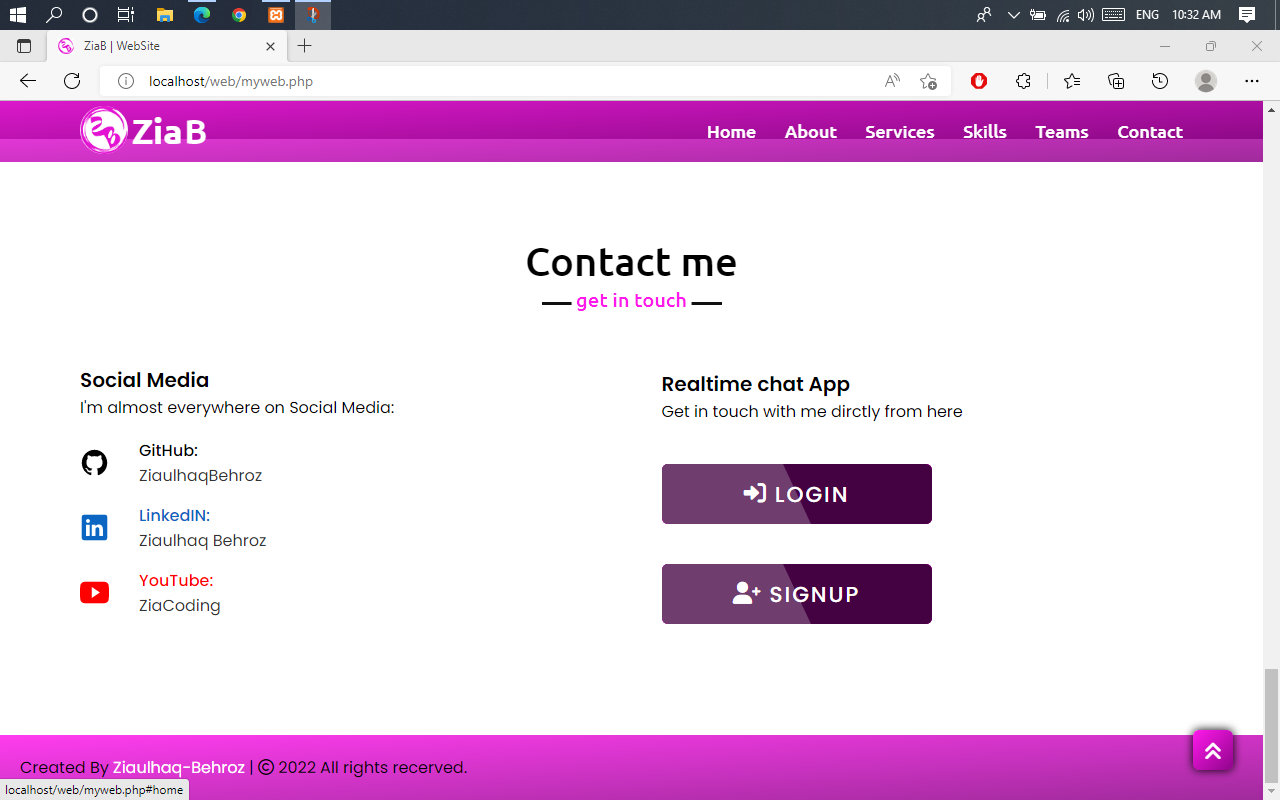 ENG 10:32 AM
ZiaB | WebSite
localhost/web/myweb.php
ZiaB Home About Services Skills Teams Contact
Contact me
get in touch
Social Media
I'm almost everywhere on Social Media:
GitHub:
ZiaulhaqBehroz
LinkedIN:
Ziaulhaq Behroz
YouTube:
ZiaCoding
Realtime chat App
Get in touch with me dirctly from here
LOGIN
SIGNUP
Created By Ziaulhaq-Behroz | © 2022 All rights recerved.
localhost/web/myweb.php#home